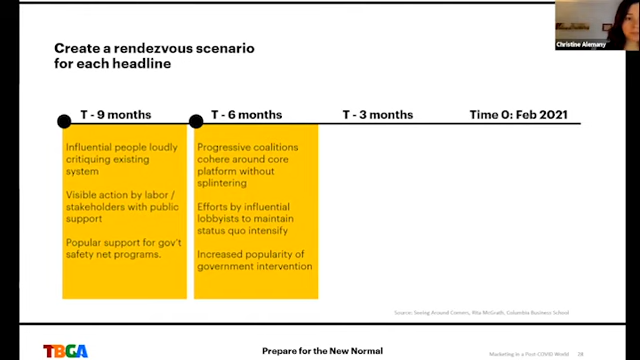 Christine Alemany
Create a rendezvous scenario
for each headline
T - 9 months
T - 6 months
T - 3 months
Time 0: Feb 2021
Influential people loudly
critiquing existing
system
Visible action by labor /
stakeholders with public
support
Popular support for gov't
safety net programs.
Progressive coalitions
cohere around core
platform without
splintering
Efforts by influential
lobbyists to maintain
status quo intensify
Increased popularity of
government intervention
Source: Seeing Around Corners, Rita McGrath, Columbia Business School
TBGA
Prepare for the New Normal
Marketing in a Post-COVID World
28